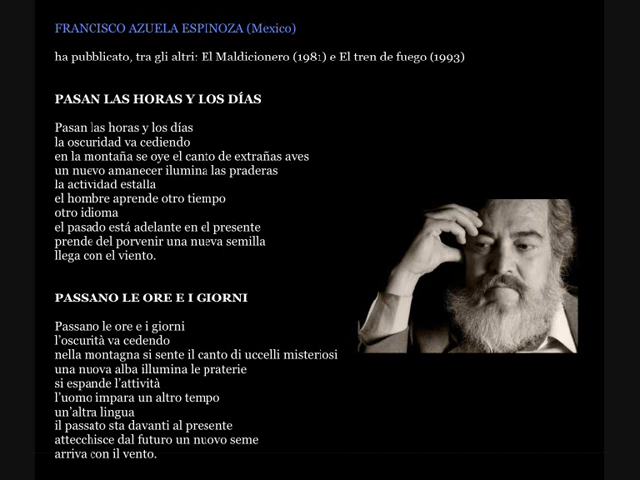 FRANCISCO AZUELA ESPINOZA (Mexico)
ha pubblicato, tra gli altri: El Maldicionero (1981) e El tren de fuego (1993)
PASAN LAS HORAS Y LOS DÍAS
Pasan las horas y los días
la oscuridad va cediendo
en la montaña se oye el canto de extrañas aves
un nuevo amanecer ilumina las praderas
la actividad estalla
el hombre aprende otro tiempo
otro idioma
el pasado está adelante en el presente
prende del porvenir una nueva semilla
llega con el viento.
PASSANO LE ORE E I GIORNI
Passano le ore e i giorni
l'oscurità va cedendo
nella montagna si sente il canto di uccelli misteriosi
una nuova alba illumina le praterie
si espande l'attività
l'uomo impara un altro tempo
un'altra lingua
il passato sta davanti al presente
attecchisce dal futuro un nuovo seme
arriva con il vento.